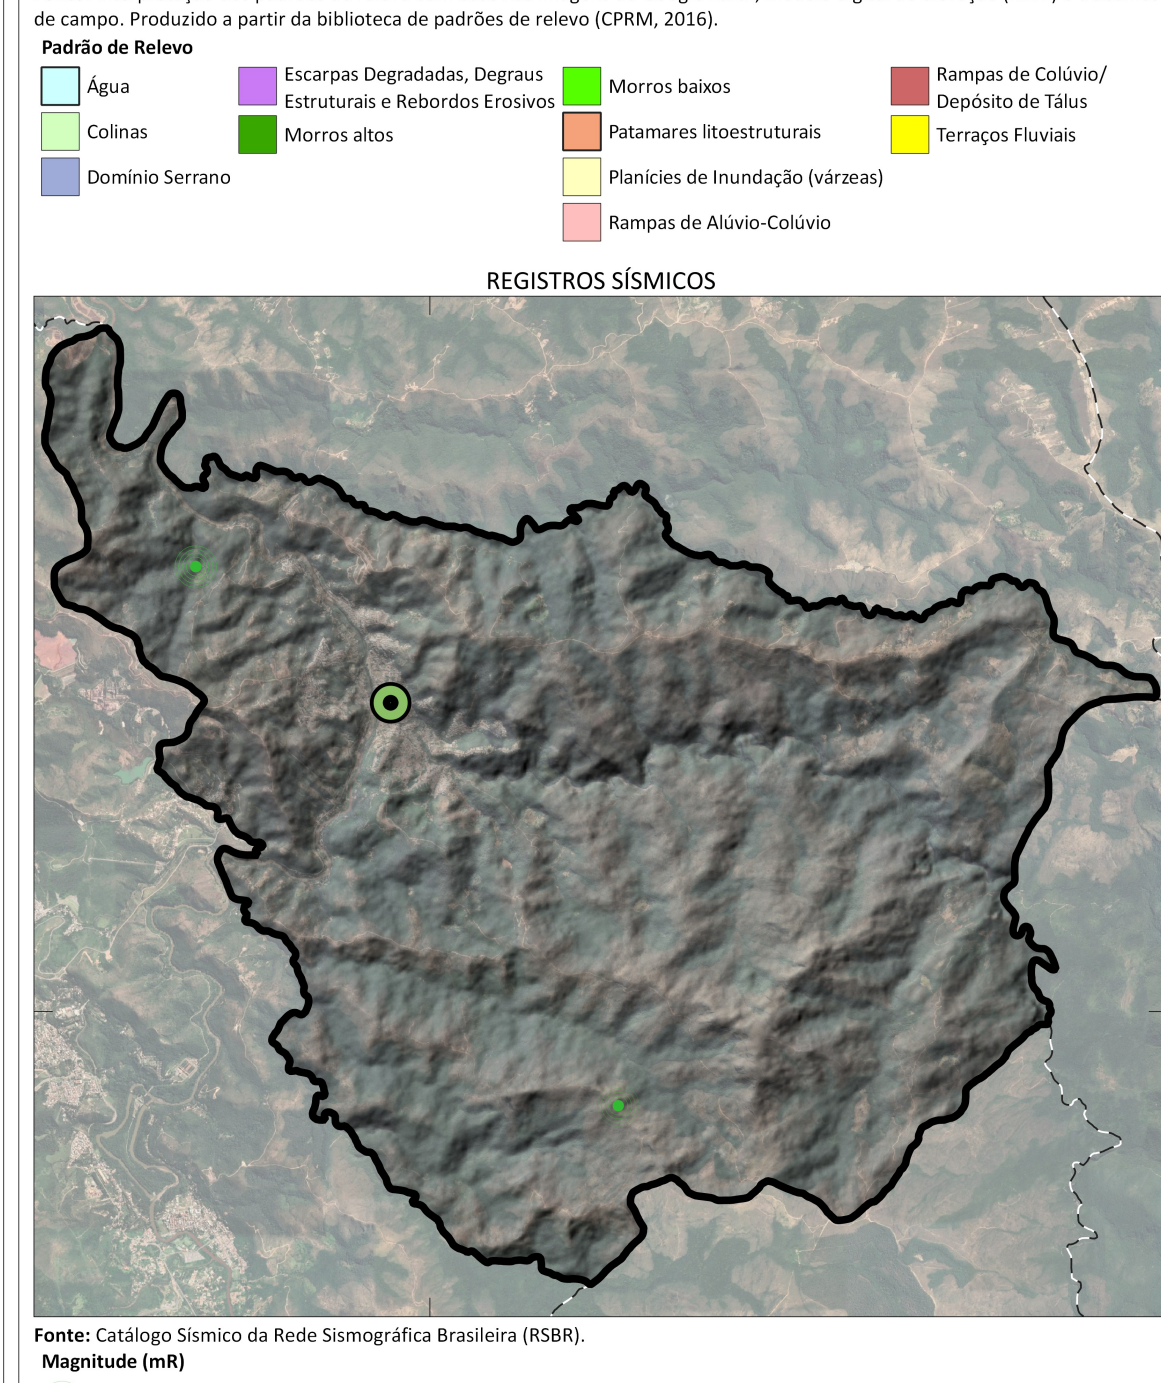 de campo. Produzido a partir da biblioteca de padrões de relevo (CPRM, 2016).
Padrão de Relevo
Água
Colinas
Domínio Serrano
Escarpas Degradadas, Degraus
Estruturais e Rebordos Erosivos
Morros altos
Morros baixos
Patamares litoestruturais
Planícies de Inundação (várzeas)
Rampas de Alúvio-Colúvio
Rampas de Colúvio/
Depósito de Tálus
Terraços Fluviais
REGISTROS SÍSMICOS
Fonte: Catálogo Sísmico da Rede Sismográfica Brasileira (RSBR).
Magnitude (mR)